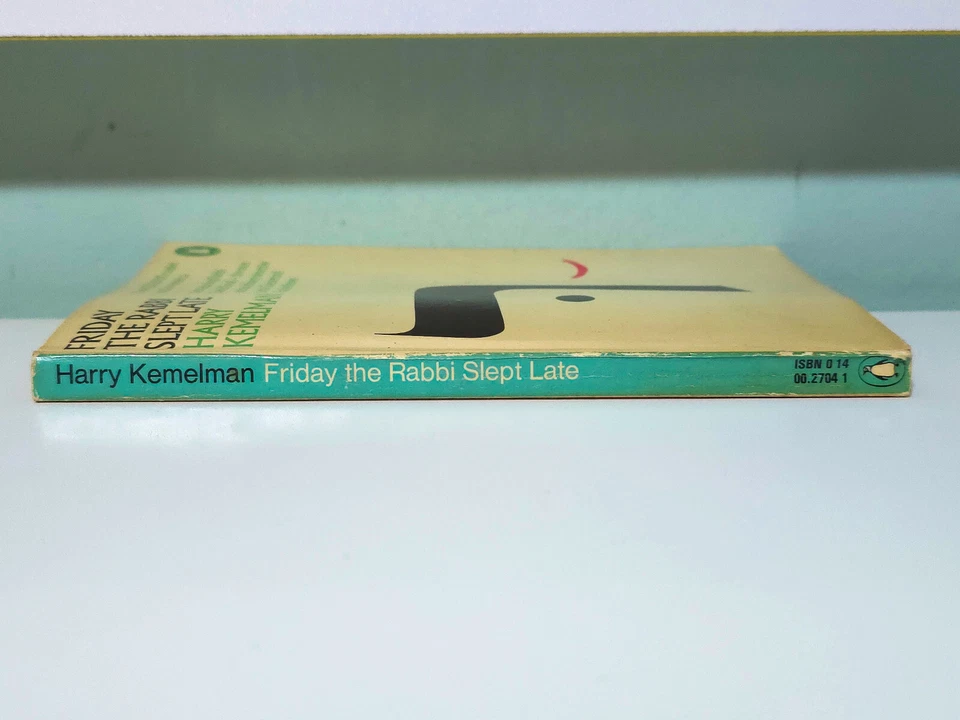 FRIDAY
THE RABBI
SLEPT LATE
HARRY
KEMELMAN
Harry Kemelman Friday the Rabbi Slept Late
ISBN 0 14
00.2704 1